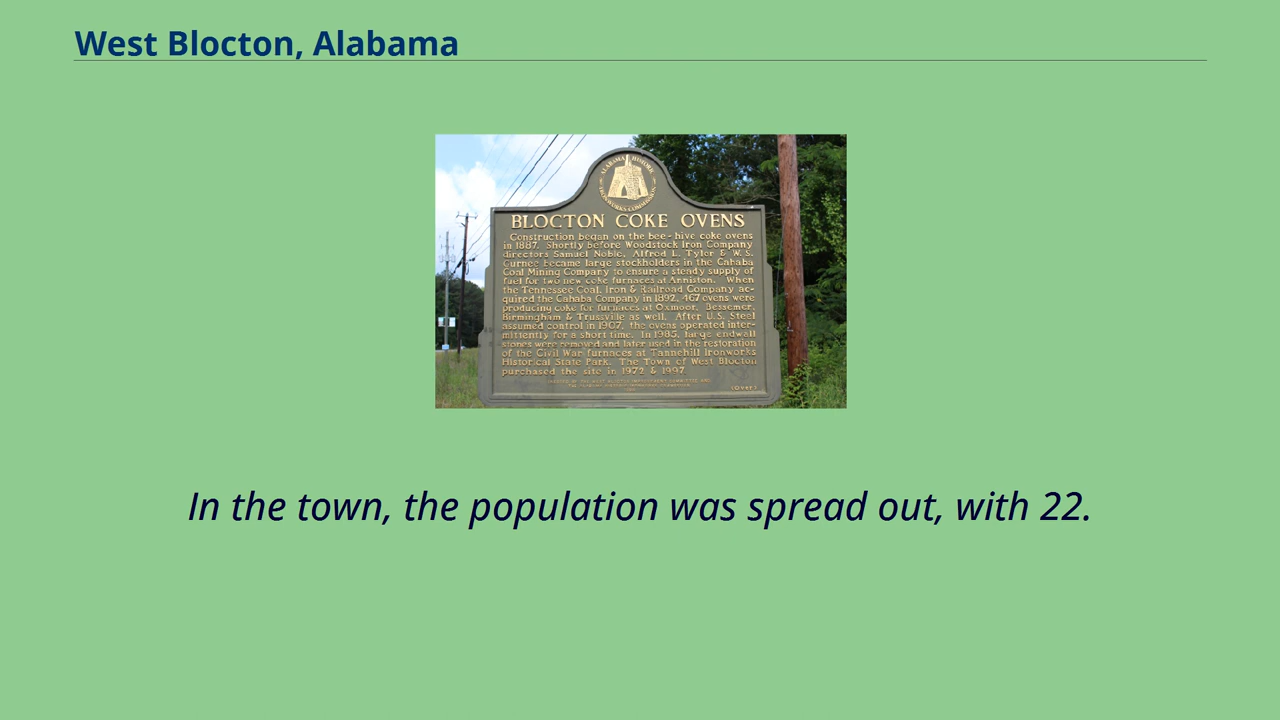 West Blocton, Alabama
ALABAMA HISTORIC
IRONWORKS COMMISSION
BLOCTON COKE OVENS
Construction began on the bee-hive coke ovens
in 1887. Shortly before Woodstock Iron Company
directors Samuel Noble, Alfred L. Tyler & W. S.
Gurnee became large stockholders in the Cahaba
Coal Mining Company to ensure a steady supply of
fuel for two new coke furnaces at Anniston. When
the Tennessee Coal, Iron & Railroad Company ac-
quired the Cahaba Company in 1892, 467 ovens were
producing coke for furnaces at Oxmoor, Bessemer,
Birmingham & Trussville as well. After U.S. Steel
assumed control in 1907, the ovens operated inter-
mittently for a short time. In 1985, large endwall
stones were removed and later used in the restoration
of the Civil War furnaces at Tannehill Ironworks
Historical State Park. The Town of West Blocton
purchased the site in 1972 & 1997.
In the town, the population was spread out, with 22.